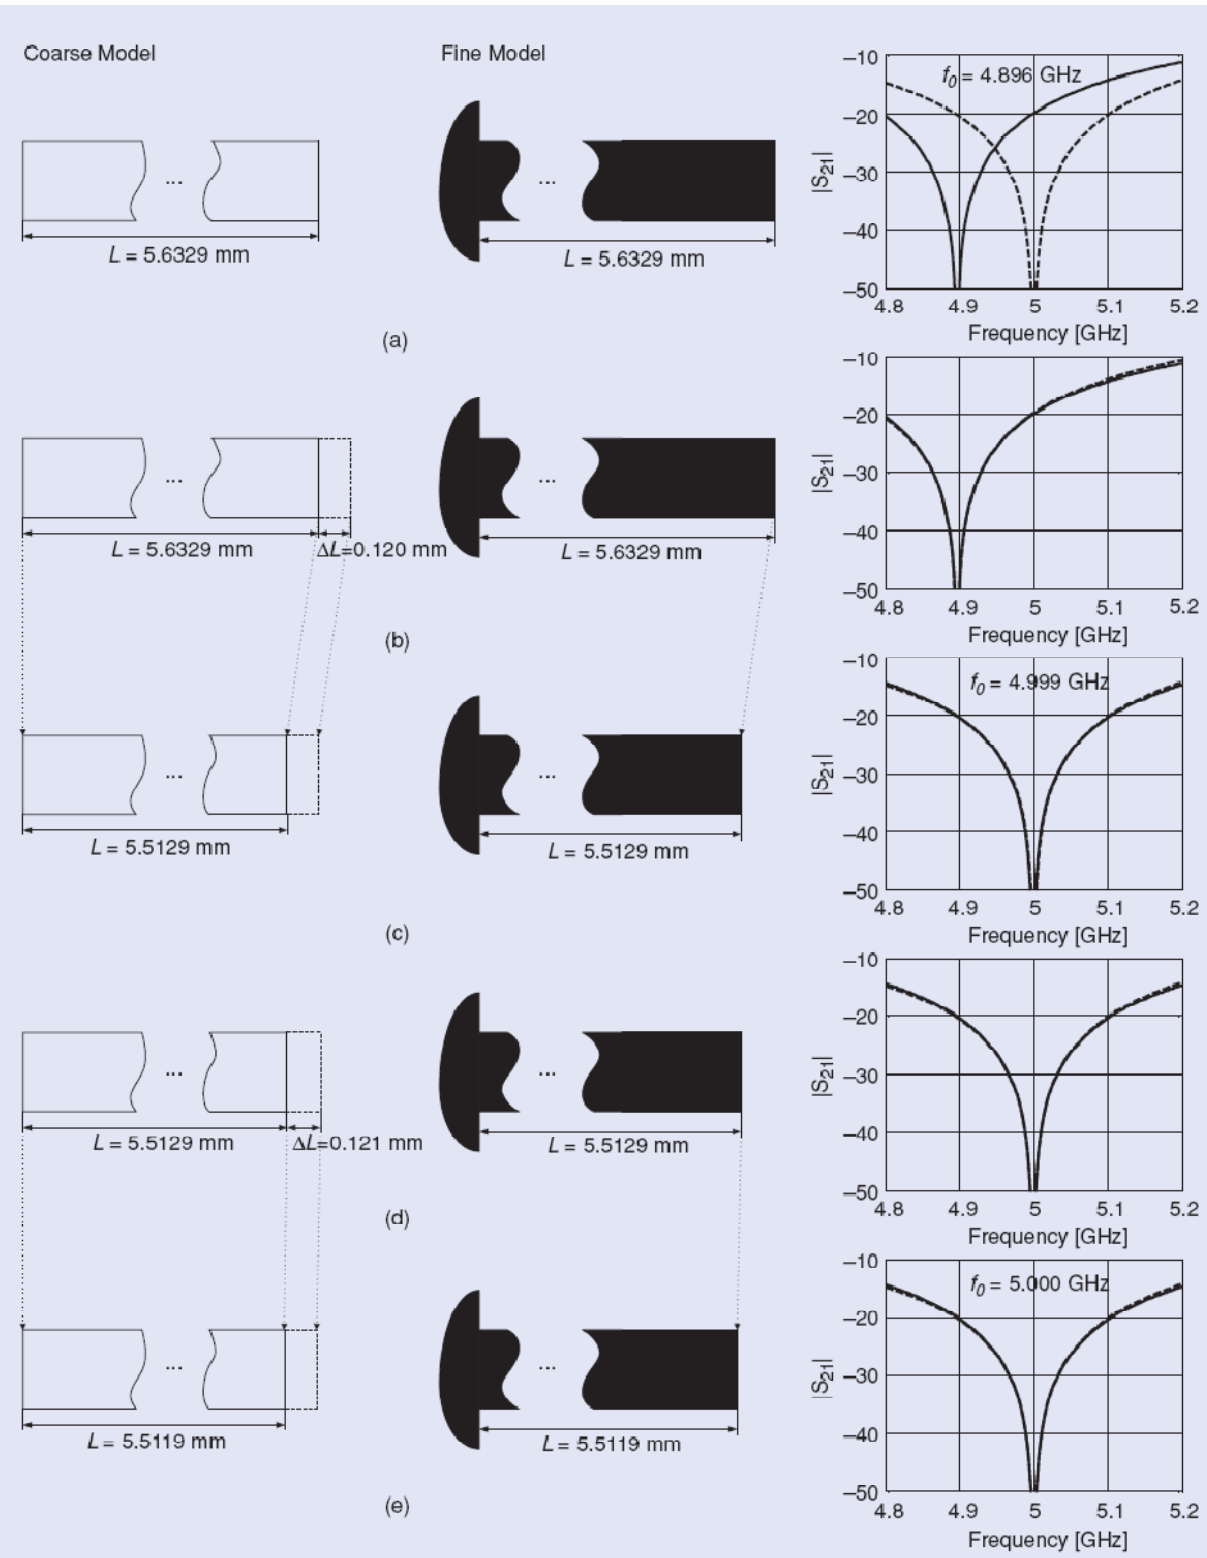 Coarse Model
Fine Model
...
L = 5.6329 mm
...
L = 5.6329 mm
f0 = 4.896 GHz
–10
–20
–30
–40
–50
|S21|
4.8 4.9 5 5.1 5.2
Frequency [GHz]
(a)
...
L = 5.6329 mm
ΔL=0.120 mm
...
L = 5.6329 mm
–10
–20
–30
–40
–50
|S21|
4.8 4.9 5 5.1 5.2
Frequency [GHz]
(b)
...
L = 5.5129 mm
...
L = 5.5129 mm
f0 = 4.999 GHz
–10
–20
–30
–40
–50
|S21|
4.8 4.9 5 5.1 5.2
Frequency [GHz]
(c)
...
L = 5.5129 mm
ΔL=0.121 mm
...
L = 5.5129 mm
–10
–20
–30
–40
–50
|S21|
4.8 4.9 5 5.1 5.2
Frequency [GHz]
(d)
...
L = 5.5119 mm
...
L = 5.5119 mm
f0 = 5.000 GHz
–10
–20
–30
–40
–50
|S21|
4.8 4.9 5 5.1 5.2
Frequency [GHz]
(e)